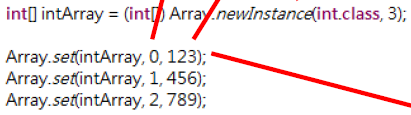 int[] intArray = (int[]) Array.newInstance(int.class, 3);
Array.set(intArray, 0, 123);
Array.set(intArray, 1, 456);
Array.set(intArray, 2, 789);